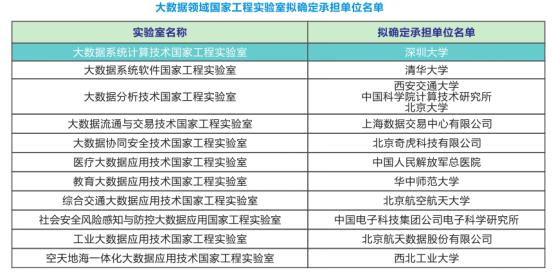 大数据领域国家工程实验室拟确定承担单位名单
实验室名称 拟确定承担单位名单
大数据系统计算技术国家工程实验室 深圳大学
大数据系统软件国家工程实验室 清华大学
大数据分析技术国家工程实验室 西安交通大学
中国科学院计算技术研究所
北京大学
大数据流通与交易技术国家工程实验室 上海数据交易中心有限公司
大数据协同安全技术国家工程实验室 北京奇虎科技有限公司
医疗大数据应用技术国家工程实验室 中国人民解放军总医院
教育大数据应用技术国家工程实验室 华中师范大学
综合交通大数据应用技术国家工程实验室 北京航空航天大学
社会安全风险感知与防控大数据应用国家工程实验室 中国电子科技集团公司电子科学研究所
工业大数据应用技术国家工程实验室 北京航天数据股份有限公司
空天地海一体化大数据应用技术国家工程实验室 西北工业大学